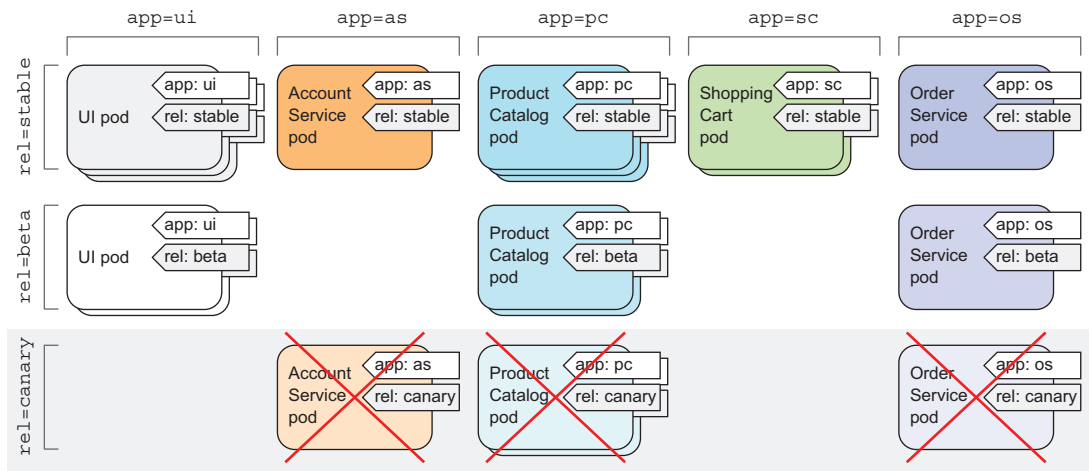 app=ui
app=as
app=pc
app=sc
app=os
rel=stable
UI pod
app: ui
rel: stable
Account
Service
pod
app: as
rel: stable
Product
Catalog
pod
app: pc
rel: stable
Shopping
Cart
pod
app: sc
rel: stable
Order
Service
pod
app: os
rel: stable
rel=beta
UI pod
app: ui
rel: beta
Product
Catalog
pod
app: pc
rel: beta
Order
Service
pod
app: os
rel: beta
rel=canary
Account
Service
pod
app: as
rel: canary
Product
Catalog
pod
app: pc
rel: canary
Order
Service
pod
app: os
rel: canary